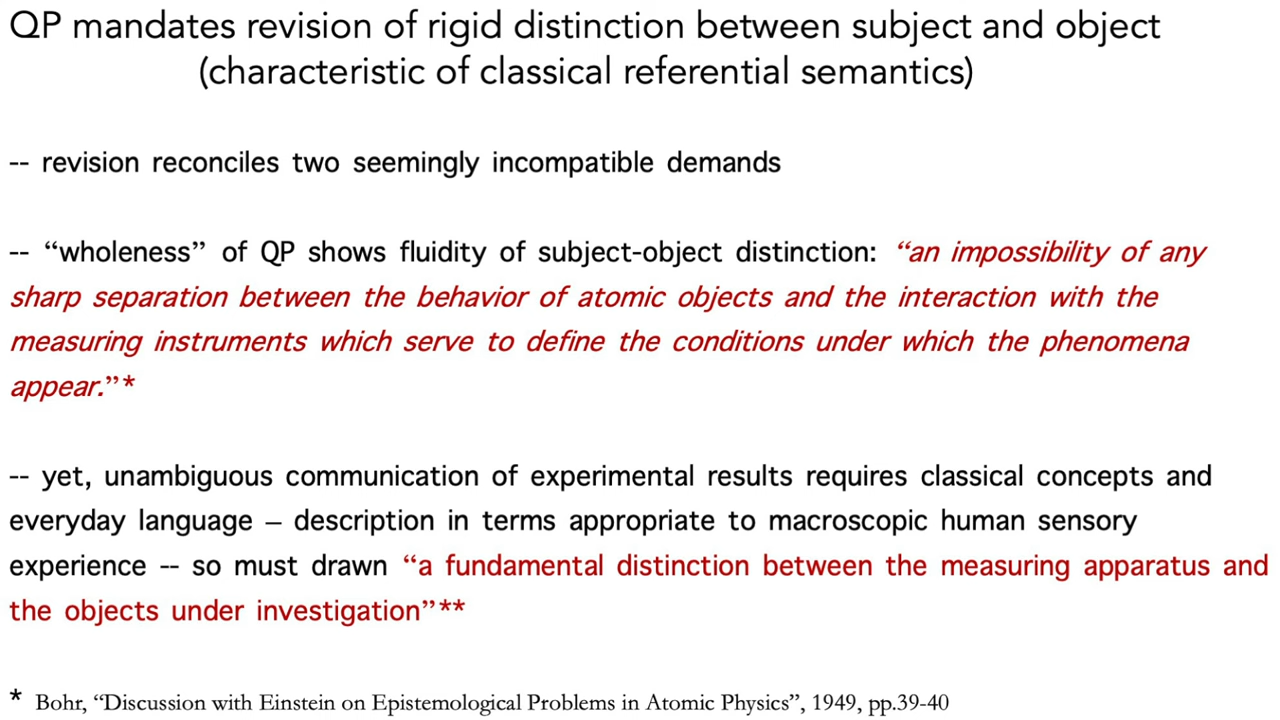 QP mandates revision of rigid distinction between subject and object
(characteristic of classical referential semantics)
-- revision reconciles two seemingly incompatible demands
-- “wholeness” of QP shows fluidity of subject-object distinction: “an impossibility of any
sharp separation between the behavior of atomic objects and the interaction with the
measuring instruments which serve to define the conditions under which the phenomena
appear.”*
-- yet, unambiguous communication of experimental results requires classical concepts and
everyday language – description in terms appropriate to macroscopic human sensory
experience -- so must drawn “a fundamental distinction between the measuring apparatus and
the objects under investigation”**
* Bohr, “Discussion with Einstein on Epistemological Problems in Atomic Physics”, 1949, pp.39-40